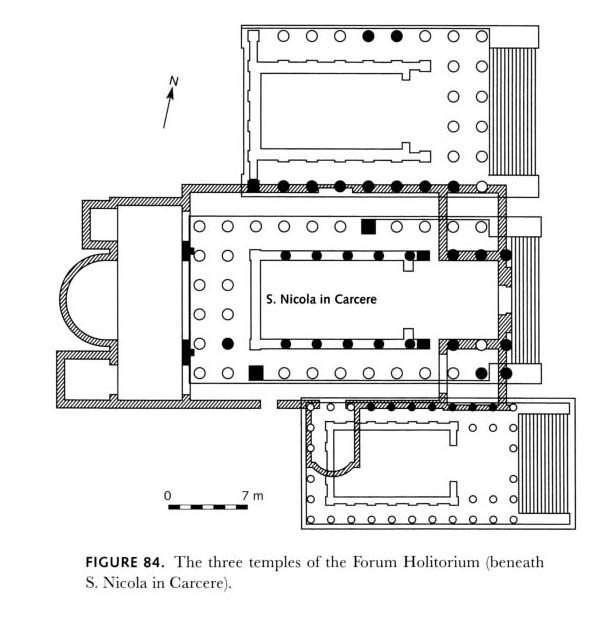 N
S. Nicola in Carcere
0 7 m
FIGURE 84. The three temples of the Forum Holitorium (beneath
S. Nicola in Carcere).